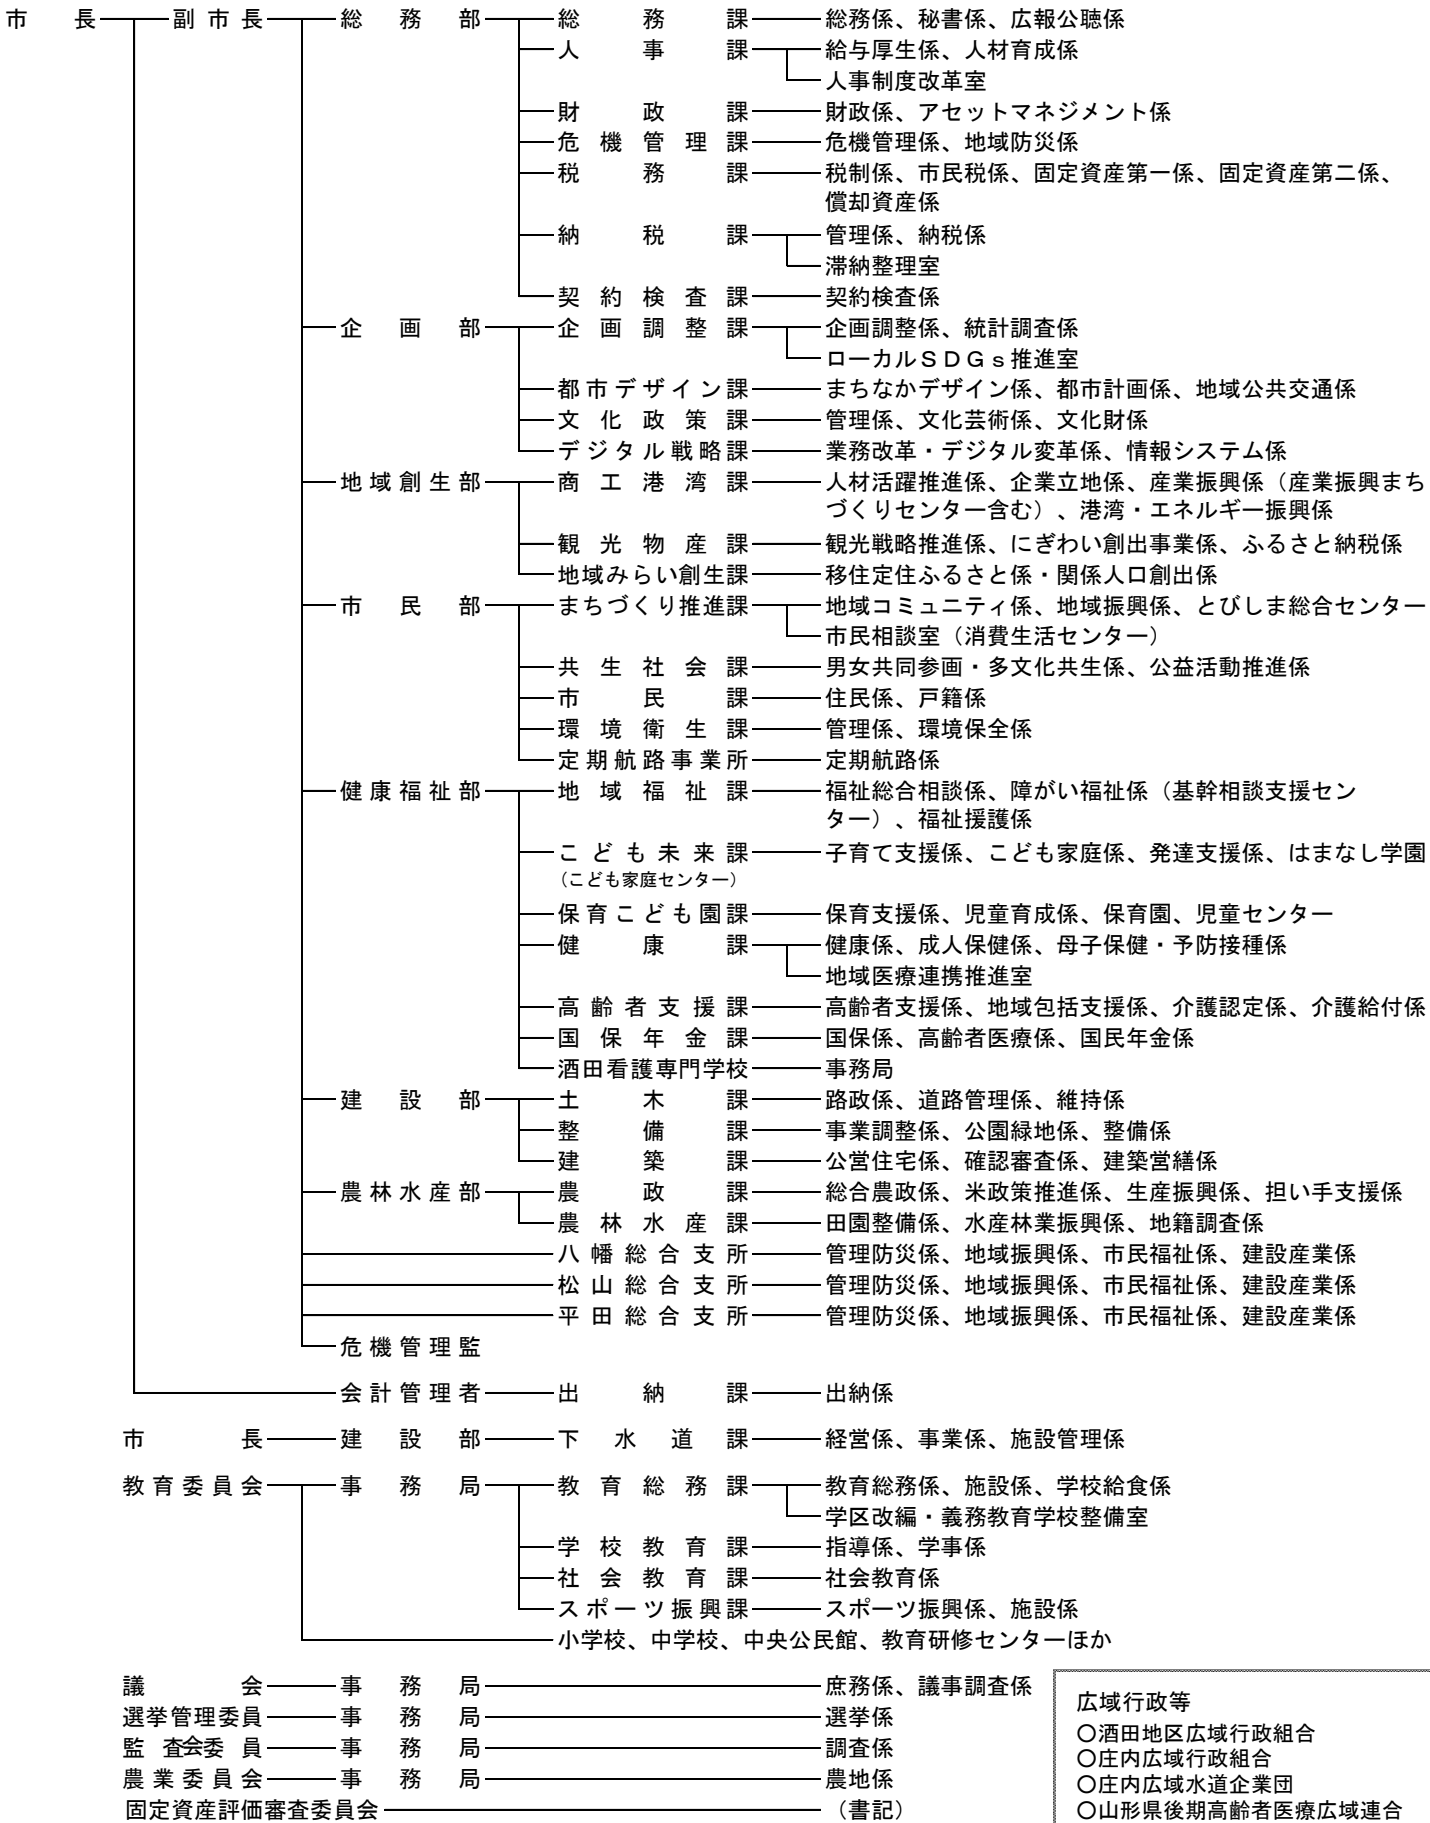 市長 副市長 総務部 総務課 総務係、秘書係、広報公聴係
人事課 給与厚生係、人材育成係
人事制度改革室
財政課 財政係、アセットマネジメント係
危機管理課 危機管理係、地域防災係
税務課 税制係、市民税係、固定資産第一係、固定資産第二係、
償却資産係
納税課 管理係、納税係
滞納整理室
契約検査課 契約検査係
企画部 企画調整課 企画調整係、統計調査係
ローカルSDGs推進室
都市デザイン課 まちなかデザイン係、都市計画係、地域公共交通係
文化政策課 管理係、文化芸術係、文化財係
デジタル戦略課 業務改革・デジタル変革係、情報システム係
地域創生部 商工港湾課 人材活躍推進係、企業立地係、産業振興係（産業振興まち
づくりセンター含む）、港湾・エネルギー振興係
観光物産課 観光戦略推進係、にぎわい創出事業係、ふるさと納税係
地域みらい創生課 移住定住ふるさと係・関係人口創出係
市民部 まちづくり推進課 地域コミュニティ係、地域振興係、とびしま総合センター
市民相談室（消費生活センター）
共生社会課 男女共同参画・多文化共生係、公益活動推進係
市民課 住民係、戸籍係
環境衛生課 管理係、環境保全係
定期航路事業所 定期航路係
健康福祉部 地域福祉課 福祉総合相談係、障がい福祉係（基幹相談支援セン
ター）、福祉援護係
こども未来課 子育て支援係、こども家庭係、発達支援係、はまなし学園
（こども家庭センター）
保育こども園課 保育支援係、児童育成係、保育園、児童センター
健康課 健康係、成人保健係、母子保健・予防接種係
地域医療連携推進室
高齢者支援課 高齢者支援係、地域包括支援係、介護認定係、介護給付係
国保年金課 国保係、高齢者医療係、国民年金係
酒田看護専門学校 事務局
建設部 土木課 路政係、道路管理係、維持係
整備課 事業調整係、公園緑地係、整備係
建築課 公営住宅係、確認審査係、建築営繕係
農林水産部 農政課 総合農政係、米政策推進係、生産振興係、担い手支援係
農林水産課 田園整備係、水産林業振興係、地籍調査係
八幡総合支所 管理防災係、地域振興係、市民福祉係、建設産業係
松山総合支所 管理防災係、地域振興係、市民福祉係、建設産業係
平田総合支所 管理防災係、地域振興係、市民福祉係、建設産業係
危機管理監
会計管理者 出納課 出納係
市長 建設部 下水道課 経営係、事業係、施設管理係
教育委員会 事務局 教育総務課 教育総務係、施設係、学校給食係
学区改編・義務教育学校整備室
学校教育課 指導係、学事係
社会教育課 社会教育係
スポーツ振興課 スポーツ振興係、施設係
小学校、中学校、中央公民館、教育研修センターほか
議会 事務局 庶務係、議事調査係
選挙管理委員会 事務局 選挙係
監査委員 事務局 調査係
農業委員会 事務局 農地係
固定資産評価審査委員会 （書記）
広域行政等
○酒田地区広域行政組合
○庄内広域行政組合
○庄内広域水道企業団
○山形県後期高齢者医療広域連合